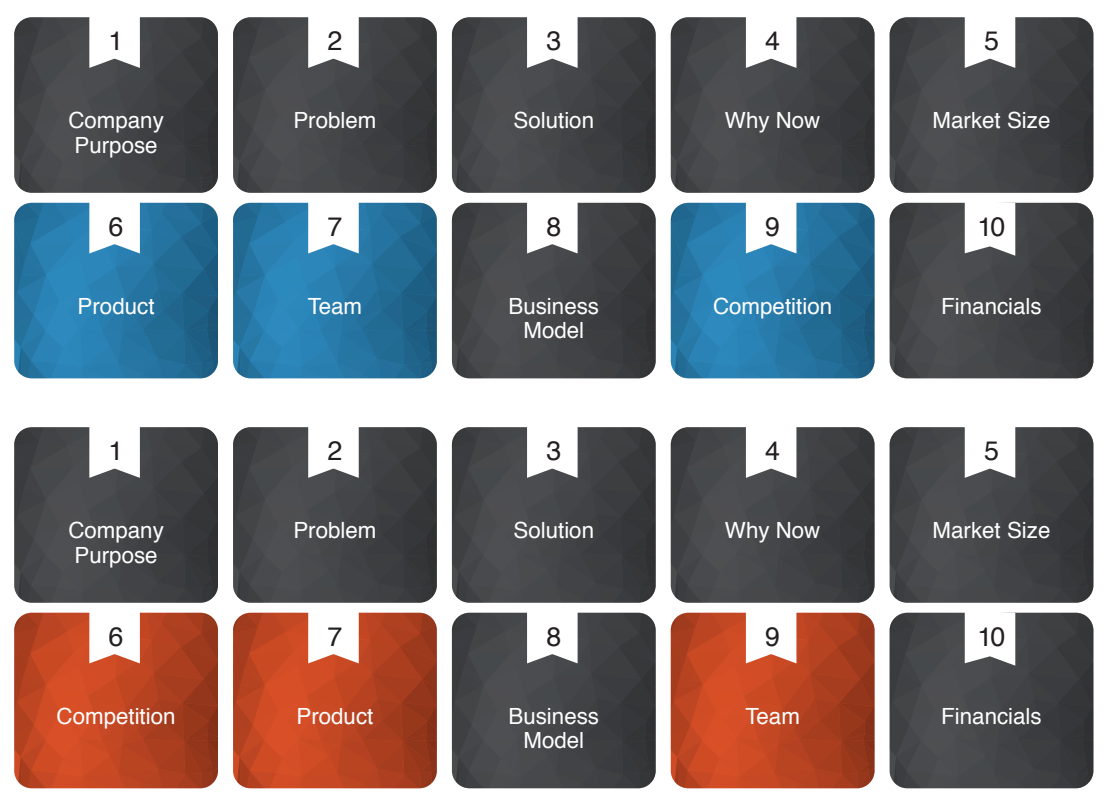 1
Company
Purpose
2
Problem
3
Solution
4
Why Now
5
Market Size
6
Product
7
Team
8
Business
Model
9
Competition
10
Financials
1
Company
Purpose
2
Problem
3
Solution
4
Why Now
5
Market Size
6
Competition
7
Product
8
Business
Model
9
Team
10
Financials